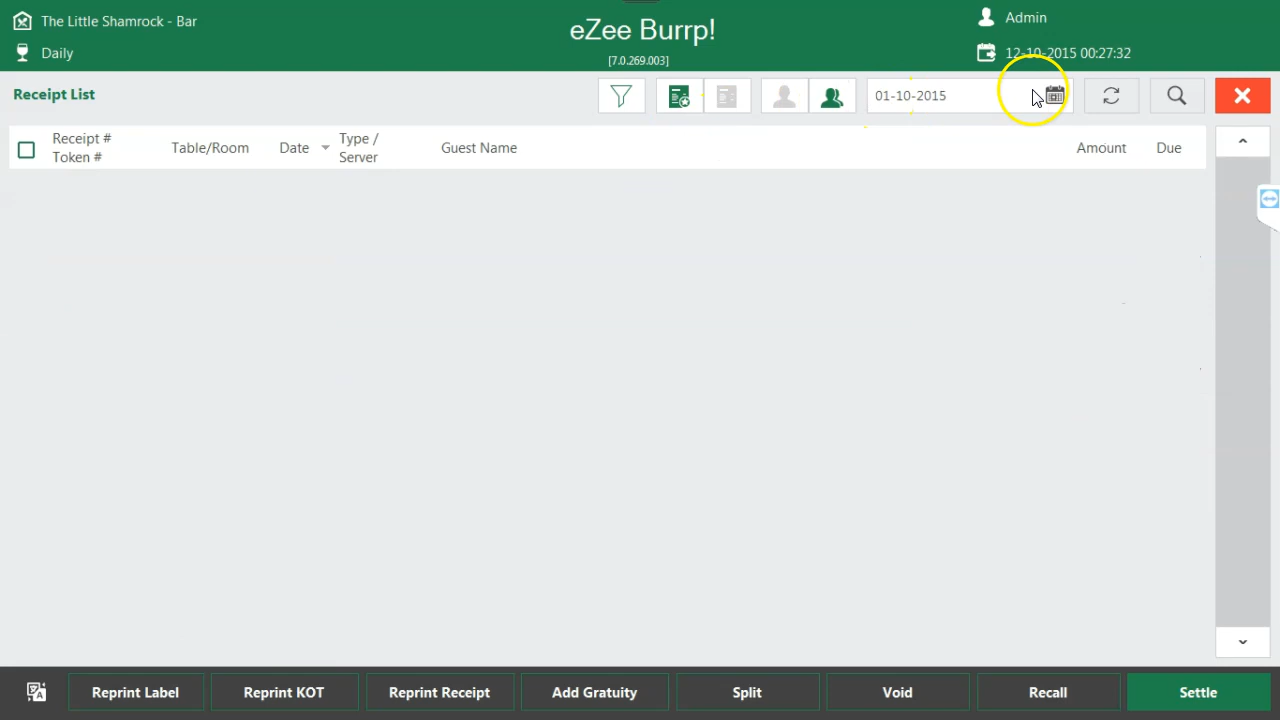 The Little Shamrock - Bar
Daily
eZee Burrp!
[7.0.269.003]
Admin
12-10-2015 00:27:32
Receipt List
01-10-2015
Receipt #
Token #
Table/Room
Date
Type /
Server
Guest Name
Amount
Due
Reprint Label
Reprint KOT
Reprint Receipt
Add Gratuity
Split
Void
Recall
Settle